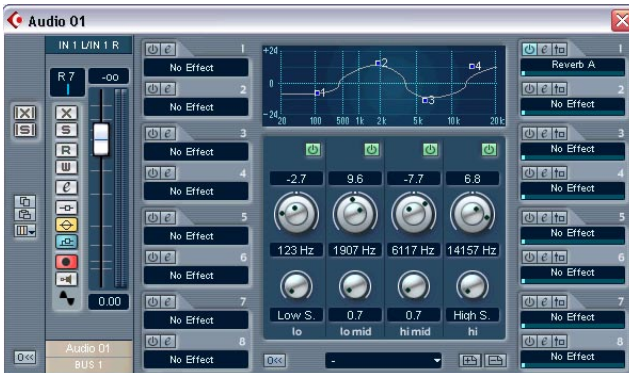 Audio 01
IN 1 L/IN 1 R
R 7
-oo
X
S
R
W
e
0.00
Audio 01
BUS 1
X
S
0<<
e 1
No Effect
e 2
No Effect
e 3
No Effect
e 4
No Effect
e 5
No Effect
e 6
No Effect
e 7
No Effect
e 8
No Effect
+24
0
-24
20 100 500 1k 2k 5k 10k 20k
1 2 3 4
-2.7 9.6 -7.7 6.8
123 Hz 1907 Hz 6117 Hz 14157 Hz
Low S. 0.7 0.7 High S.
lo lo mid hi mid hi
0<< -
e 1
Reverb A
e 2
No Effect
e 3
No Effect
e 4
No Effect
e 5
No Effect
e 6
No Effect
e 7
No Effect
e 8
No Effect